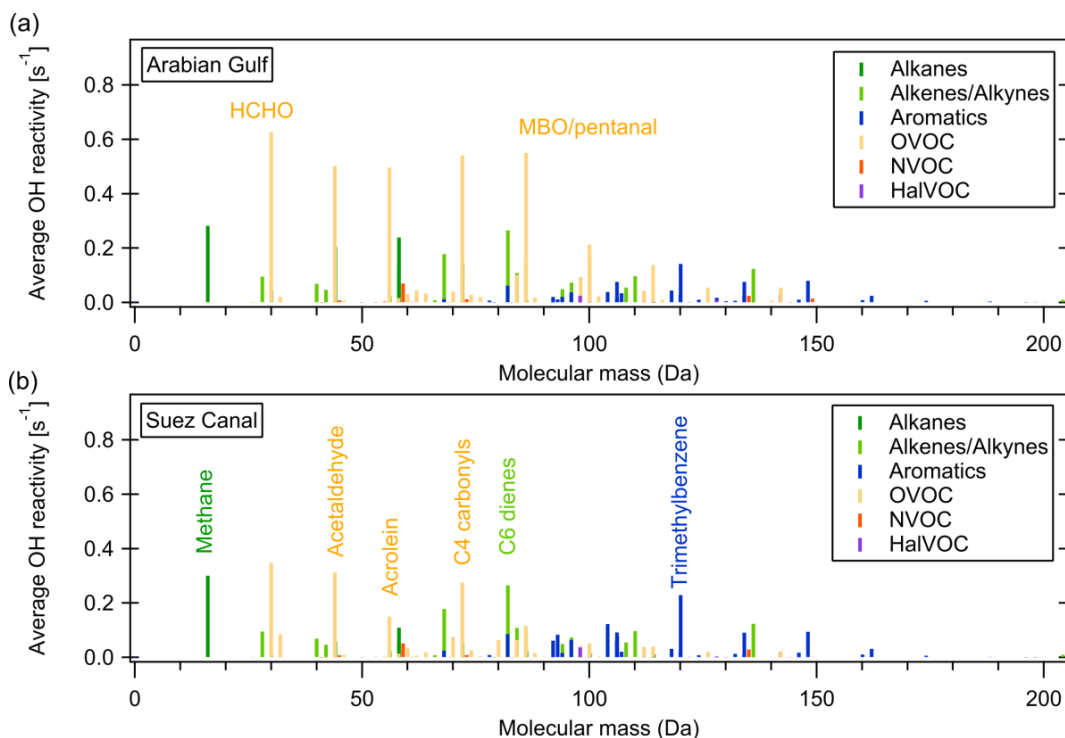 (a)
Arabian Gulf
Average OH reactivity [s⁻¹]
0.8
0.6
0.4
0.2
0.0
HCHO
MBO/pentanal
Alkanes
Alkenes/Alkynes
Aromatics
OVOC
NVOC
HalVOC
0 50 100 150 200
Molecular mass (Da)
(b)
Suez Canal
Average OH reactivity [s⁻¹]
0.8
0.6
0.4
0.2
0.0
Methane
Acetaldehyde
Acrolein
C4 carbonyls
C6 dienes
Trimethylbenzene
Alkanes
Alkenes/Alkynes
Aromatics
OVOC
NVOC
HalVOC
0 50 100 150 200
Molecular mass (Da)